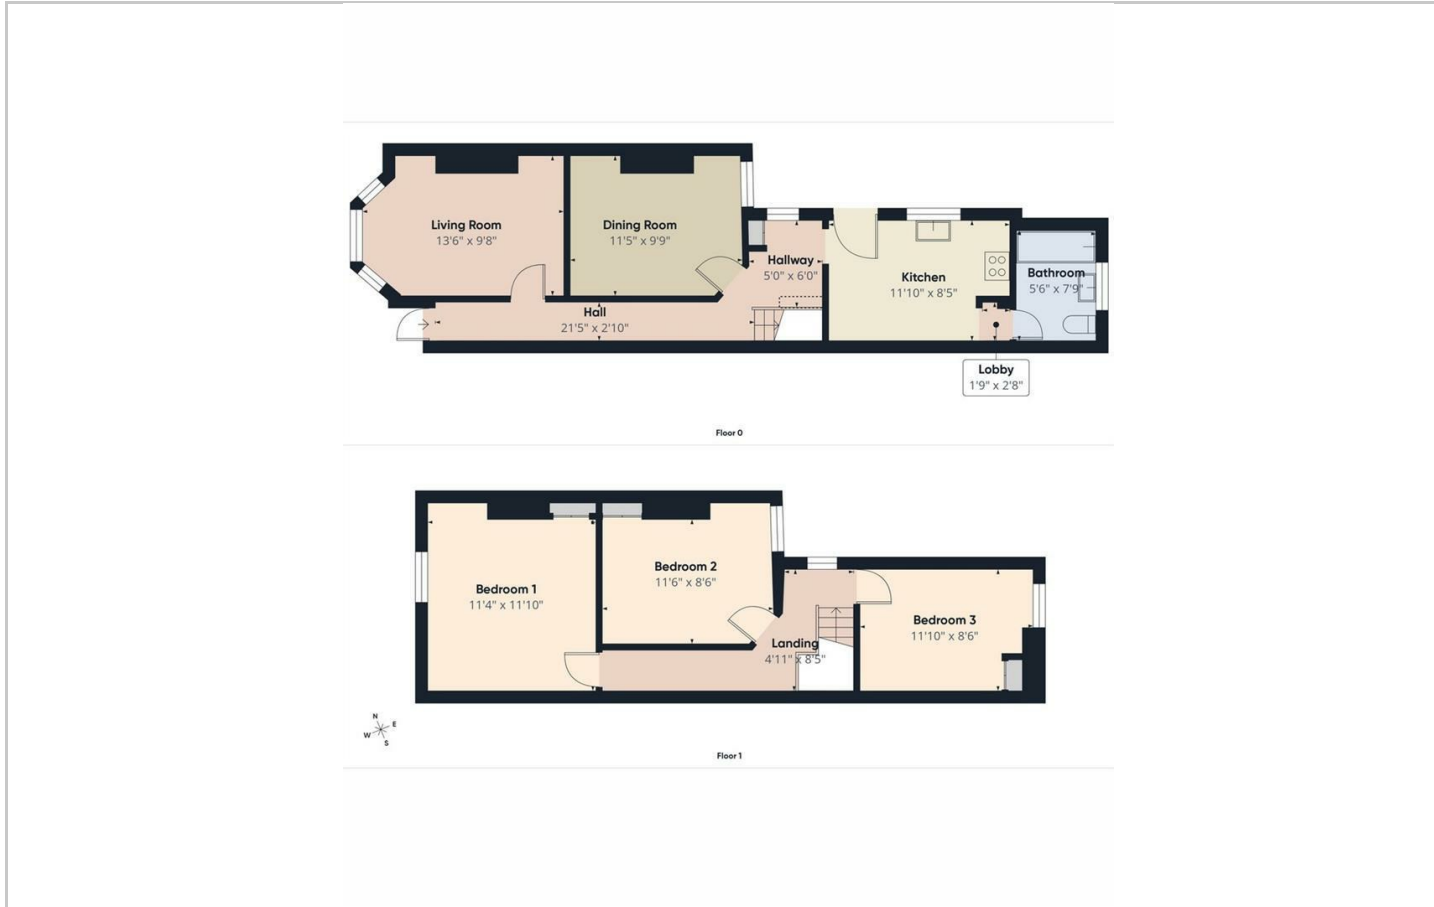 Living Room
13'6" x 9'8"
Dining Room
11'5" x 9'9"
Hallway
5'0" x 6'0"
Kitchen
11'10" x 8'5"
Bathroom
5'6" x 7'9"
Hall
21'5" x 2'10"
Lobby
1'9" x 2'8"
Floor 0
Bedroom 1
11'4" x 11'10"
Bedroom 2
11'6" x 8'6"
Landing
4'11" x 8'5"
Bedroom 3
11'10" x 8'6"
N
E
W
S
Floor 1